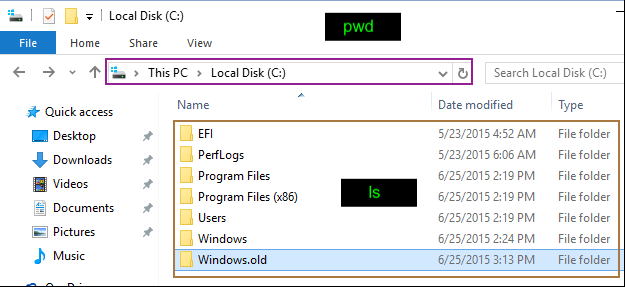 Local Disk (C:)
pwd
File Home Share View
This PC Local Disk (C:) Search Local Disk (C:)
Name Date modified Type
Quick access
Desktop
Downloads
Videos
Documents
Pictures
Music
EFI 5/23/2015 4:52 AM File folder
PerfLogs 5/23/2015 6:06 AM File folder
Program Files 6/25/2015 2:19 PM File folder
Program Files (x86) 6/25/2015 2:19 PM File folder
ls
Users 6/25/2015 2:19 PM File folder
Windows 6/25/2015 2:24 PM File folder
Windows.old 6/25/2015 3:13 PM File folder